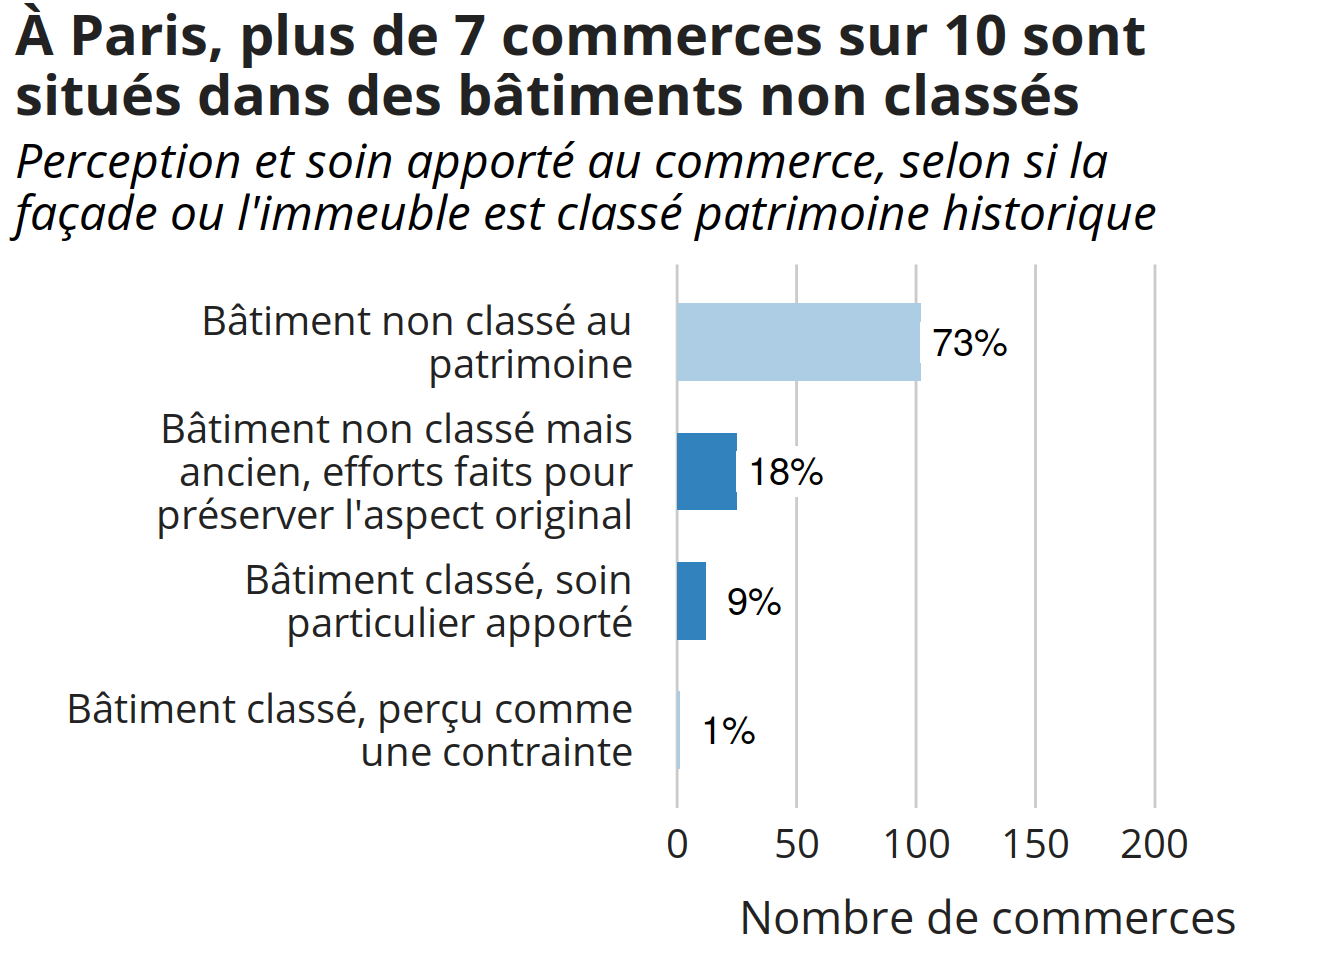 À Paris, plus de 7 commerces sur 10 sont
situés dans des bâtiments non classés
Perception et soin apporté au commerce, selon si la
façade ou l'immeuble est classé patrimoine historique
Bâtiment non classé au
patrimoine
73%
Bâtiment non classé mais
ancien, efforts faits pour
préserver l'aspect original
18%
Bâtiment classé, soin
particulier apporté
9%
Bâtiment classé, perçu comme
une contrainte
1%
0 50 100 150 200
Nombre de commerces